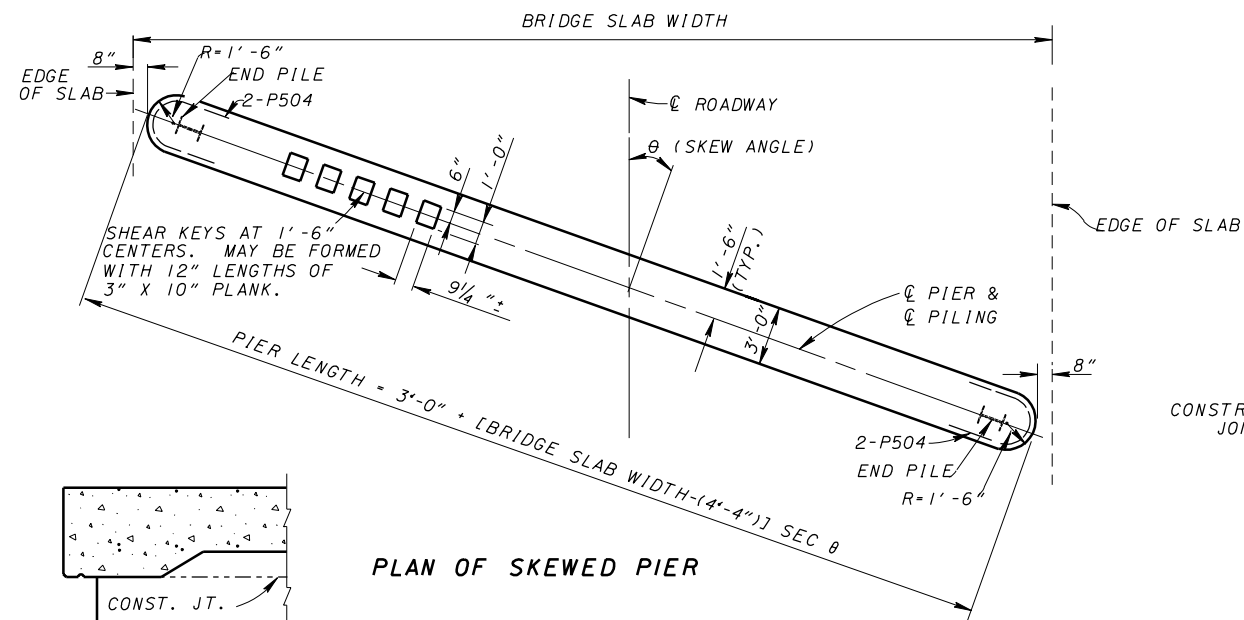 BRIDGE SLAB WIDTH
8"
R=1'-6"
END PILE
EDGE
OF SLAB
2-P504
℄ ROADWAY
θ (SKEW ANGLE)
6"
1'-0"
EDGE OF SLAB
SHEAR KEYS AT 1'-6"
CENTERS. MAY BE FORMED
WITH 12" LENGTHS OF
3" X 10" PLANK.
9¼ "±
1'-6"
(TYP.)
3'-0"
℄ PIER &
℄ PILING
8"
PIER LENGTH = 3'-0" + [BRIDGE SLAB WIDTH-(4'-4")] SEC θ
CONSTR
JOI
2-P504
END PILE
R=1'-6"
PLAN OF SKEWED PIER
CONST. JT.